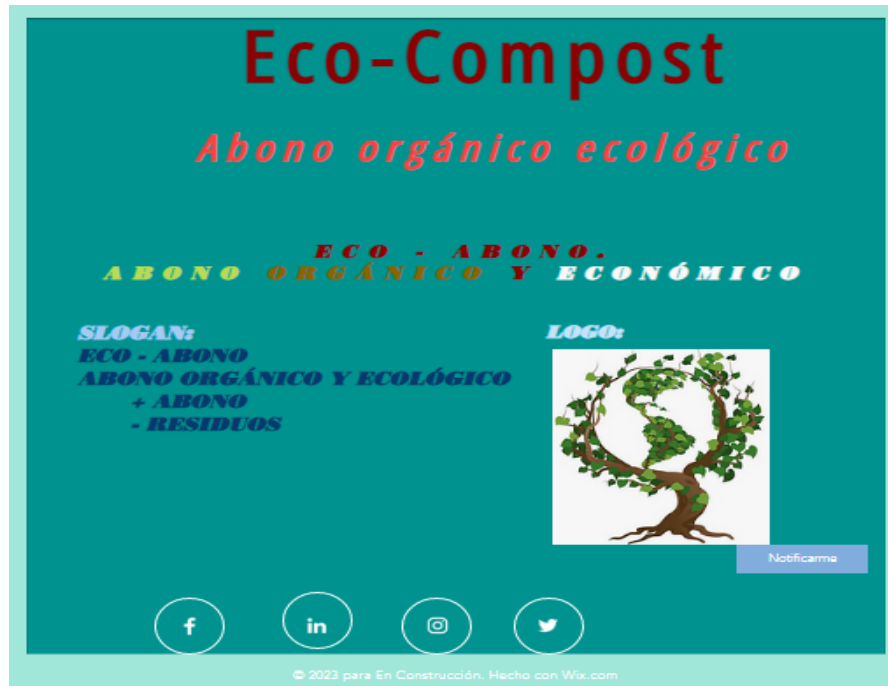 Eco-Compost
Abono orgánico ecológico
ECO - ABONO.
ABONO ORGÁNICO Y ECONÓMICO
SLOGAN:
ECO - ABONO
ABONO ORGÁNICO Y ECOLÓGICO
+ ABONO
- RESIDUOS
LOGO:
Notificarme
f
in
© 2023 para En Construcción. Hecho con Wix.com